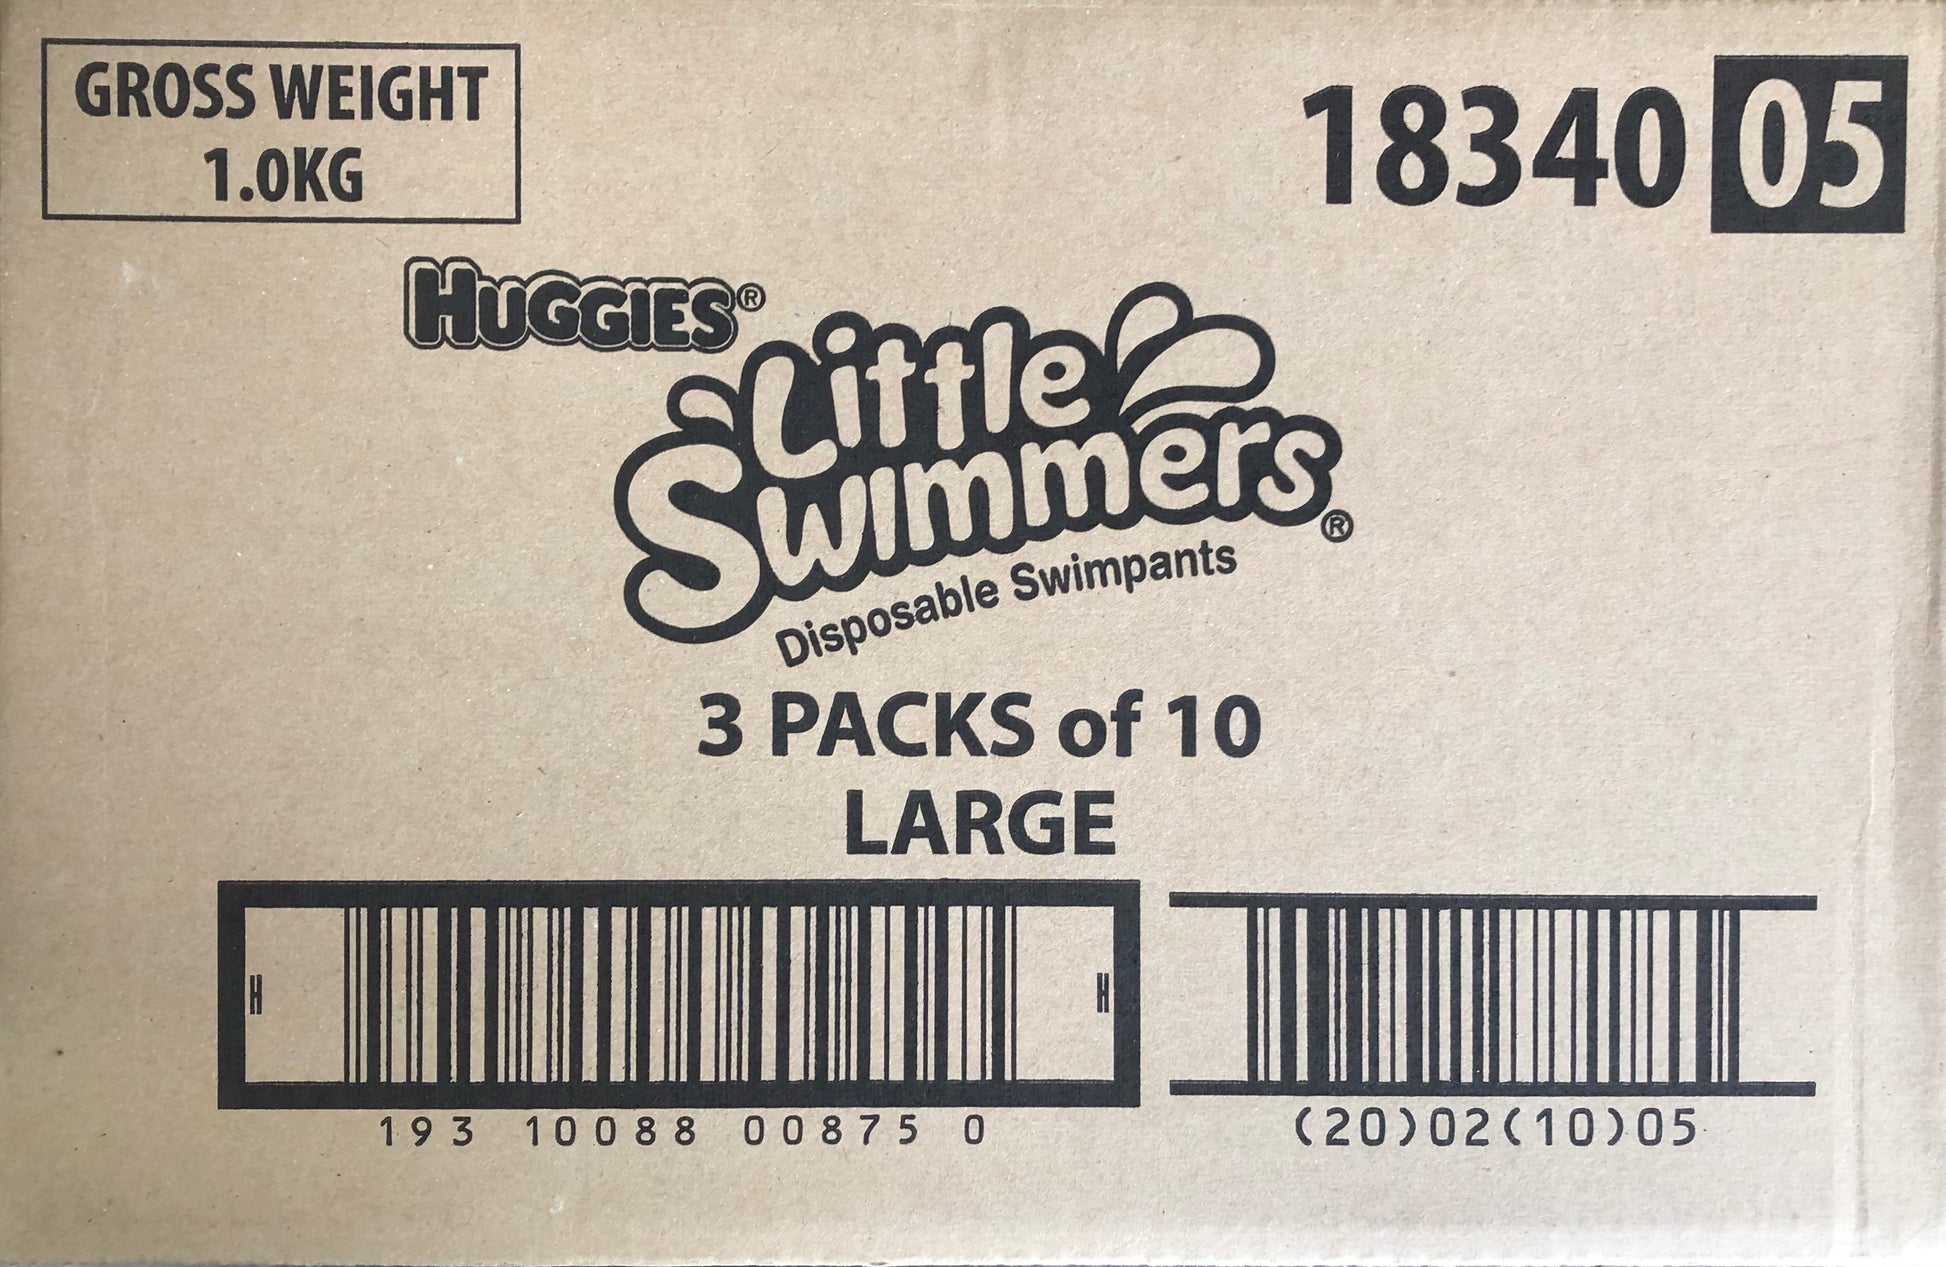 GROSS WEIGHT
1.0KG
18340 05
HUGGIES®
Little
Swimmers®
Disposable Swimpants
3 PACKS of 10
LARGE
H H
193 10088 00875 0
(20)02(10)05